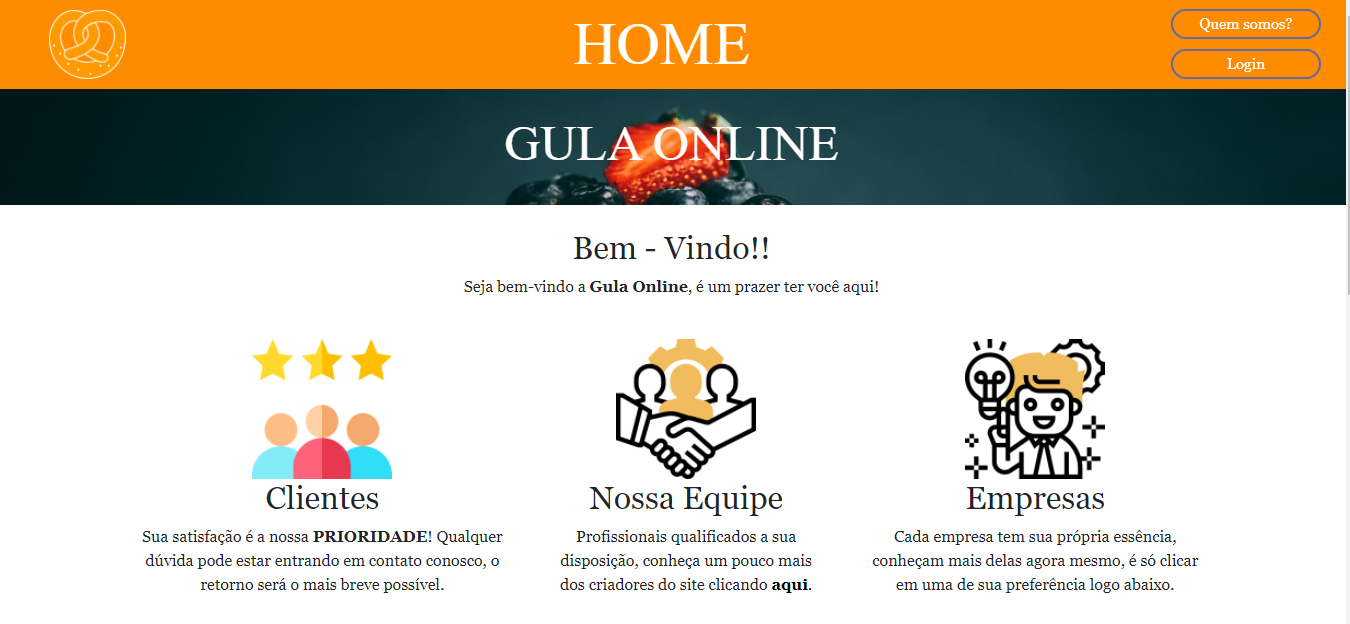 HOME
Quem somos?
Login
GULA ONLINE
Bem - Vindo!!
Seja bem-vindo a Gula Online, é um prazer ter você aqui!
Clientes
Sua satisfação é a nossa PRIORIDADE! Qualquer
dúvida pode estar entrando em contato conosco, o
retorno será o mais breve possível.
Nossa Equipe
Profissionais qualificados a sua
disposição, conheça um pouco mais
dos criadores do site clicando aqui.
Empresas
Cada empresa tem sua própria essência,
conheçam mais delas agora mesmo, é só clicar
em uma de sua preferência logo abaixo.